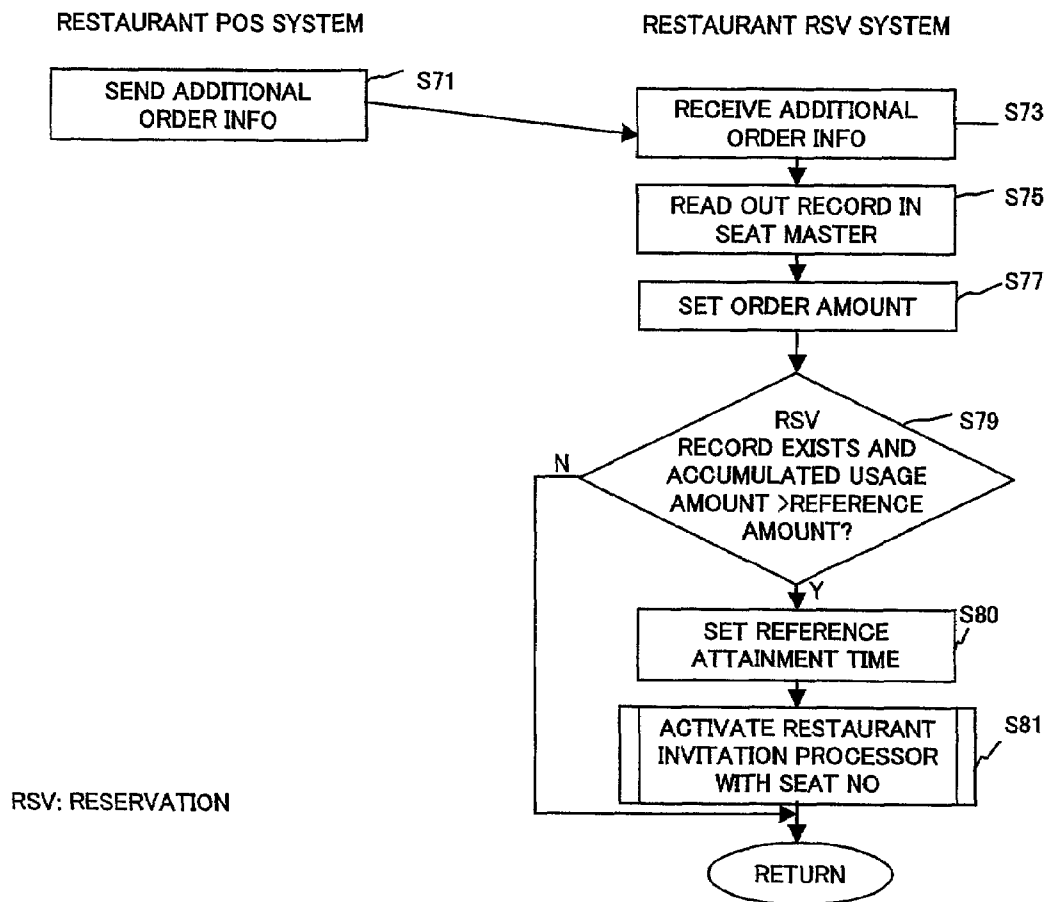 RESTAURANT POS SYSTEM
RESTAURANT RSV SYSTEM
SEND ADDITIONAL
ORDER INFO
S71
RECEIVE ADDITIONAL
ORDER INFO
S73
READ OUT RECORD IN
SEAT MASTER
S75
SET ORDER AMOUNT
S77
RSV
RECORD EXISTS AND
ACCUMULATED USAGE
AMOUNT >REFERENCE
AMOUNT?
S79
N
Y
SET REFERENCE
ATTAINMENT TIME
S80
ACTIVATE RESTAURANT
INVITATION PROCESSOR
WITH SEAT NO
S81
RSV: RESERVATION
RETURN